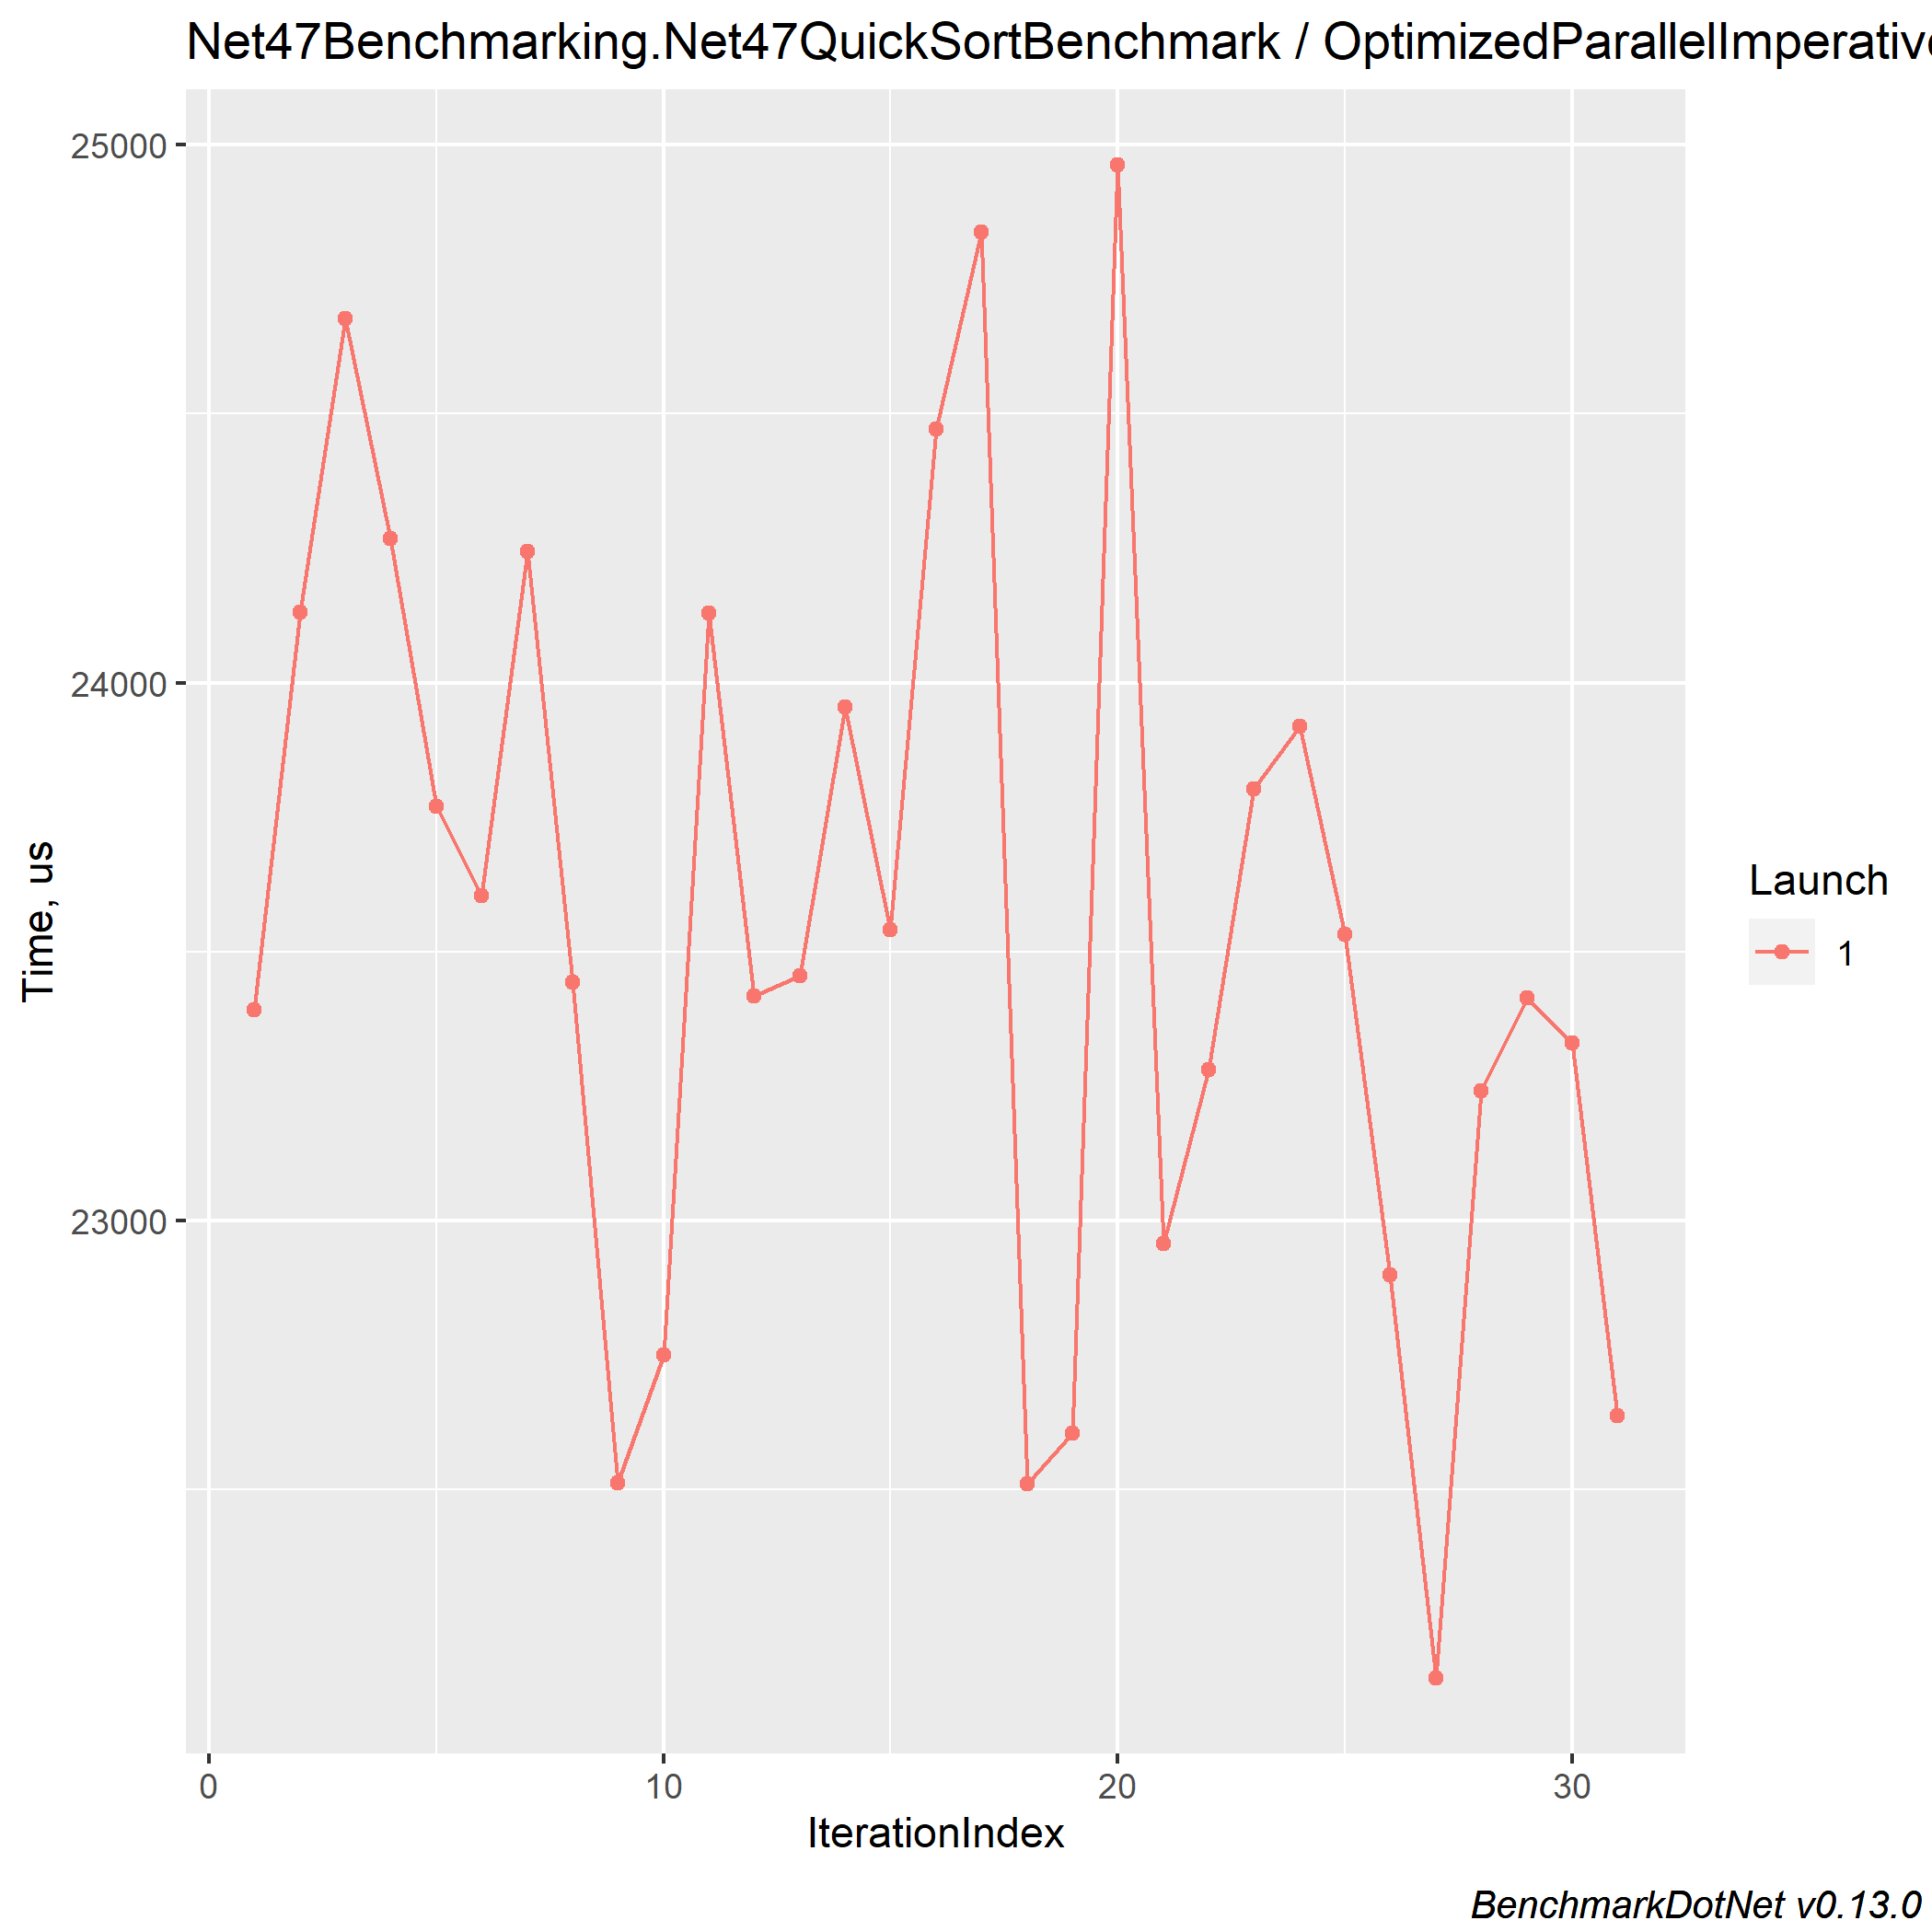 Net47Benchmarking.Net47QuickSortBenchmark / OptimizedParallelImperative
25000
24000
23000
Time, us
0 10 20 30
IterationIndex
Launch
1
BenchmarkDotNet v0.13.0